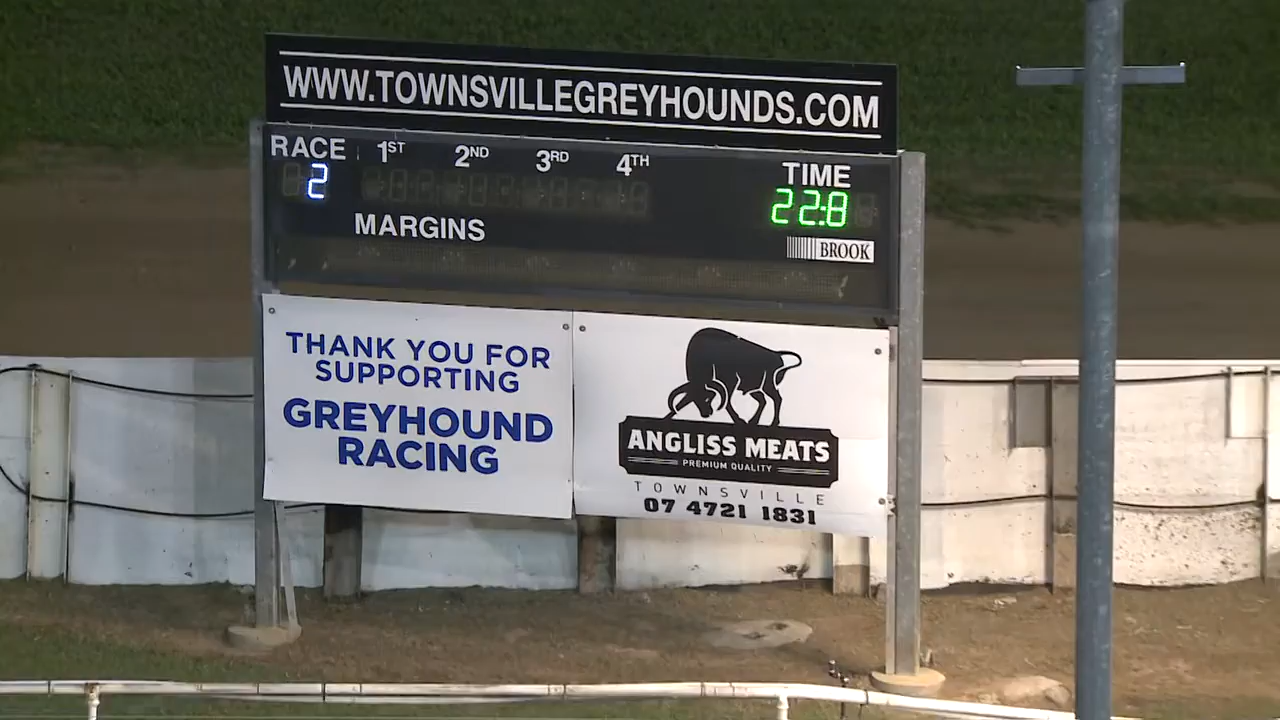 WWW.TOWNSVILLEGREYHOUNDS.COM
RACE 1ST 2ND 3RD 4TH TIME
2 22:8
MARGINS
BROOK
THANK YOU FOR
SUPPORTING
GREYHOUND
RACING
ANGLISS MEATS
PREMIUM QUALITY
TOWNSVILLE
07 4721 1831